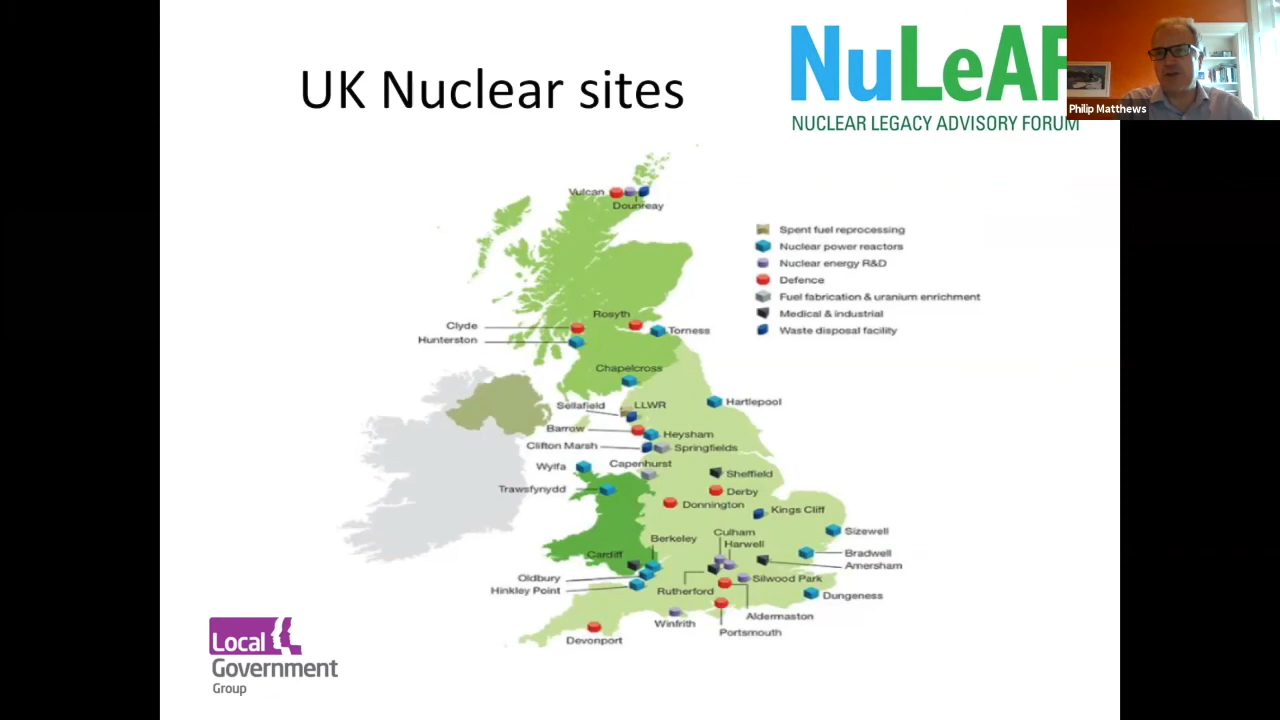 UK Nuclear sites
NuLeAF
NUCLEAR LEGACY ADVISORY FORUM
Philip Matthews
Vulcan
Dounreay
Spent fuel reprocessing
Nuclear power reactors
Nuclear energy R&D
Defence
Fuel fabrication & uranium enrichment
Medical & industrial
Waste disposal facility
Rosyth
Clyde
Torness
Hunterston
Chapelcross
Hartlepool
Sellafield
LLWR
Barrow
Heysham
Clifton Marsh
Springfields
Wylfa
Capenhurst
Sheffield
Trawsfynydd
Derby
Donnington
Kings Cliff
Sizewell
Culham
Berkeley
Harwell
Bradwell
Cardiff
Amersham
Oldbury
Silwood Park
Hinkley Point
Rutherford
Dungeness
Aldermaston
Winfrith
Portsmouth
Devonport
Local
Government
Group